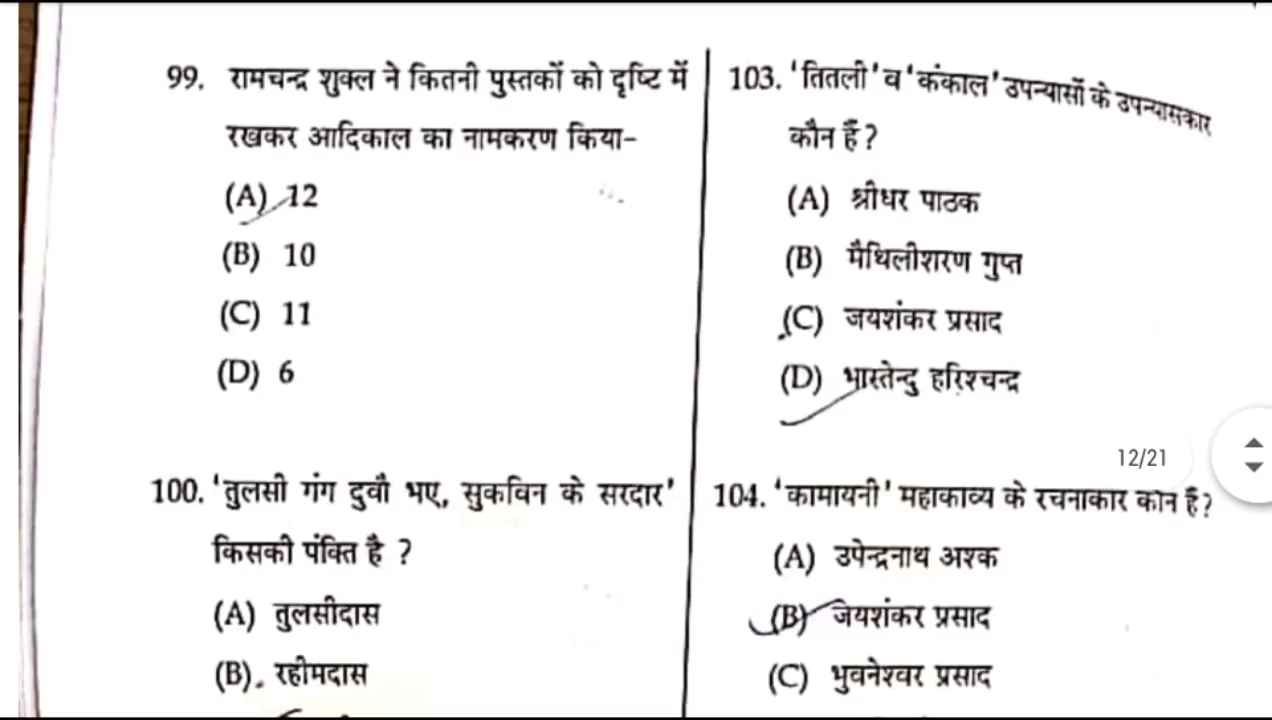 99. रामचन्द्र शुक्ल ने कितनी पुस्तकों को दृष्टि में
रखकर आदिकाल का नामकरण किया-
(A) 12
(B) 10
(C) 11
(D) 6
100. 'तुलसी गंग दुवौ भए, सुकविन के सरदार'
किसकी पंक्ति है ?
(A) तुलसीदास
(B) रहीमदास
103. 'तितली' व 'कंकाल' उपन्यासों के उपन्यासकार
कौन हैं?
(A) श्रीधर पाठक
(B) मैथिलीशरण गुप्त
(C) जयशंकर प्रसाद
(D) भारतेन्दु हरिश्चन्द्र
12/21
104. 'कामायनी' महाकाव्य के रचनाकार कौन हैं?
(A) उपेन्द्रनाथ अश्क
(B) जयशंकर प्रसाद
(C) भुवनेश्वर प्रसाद